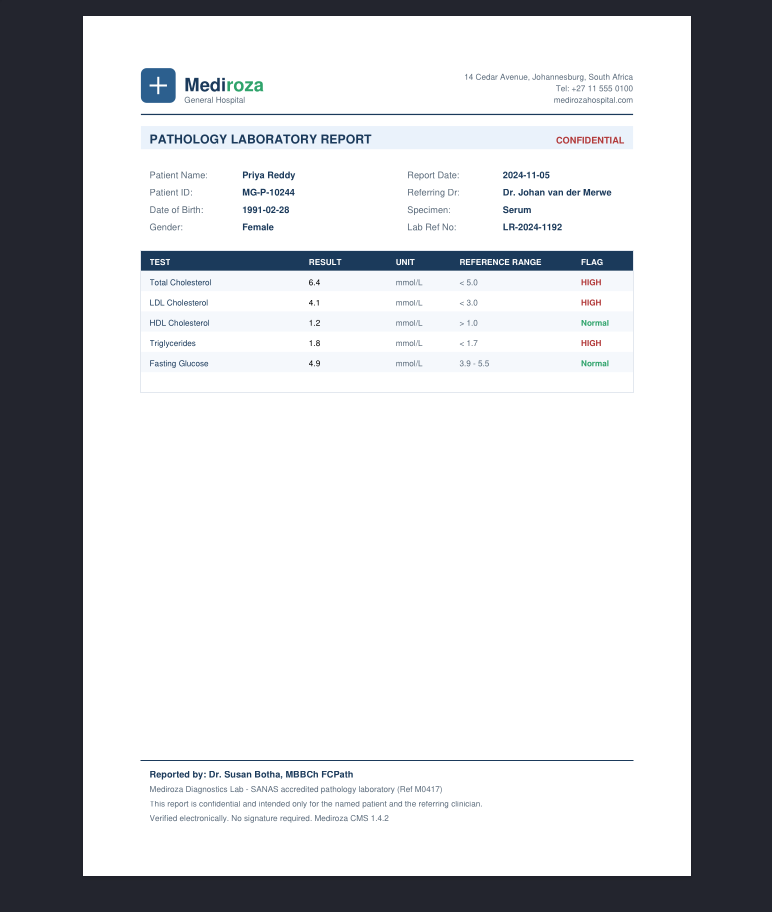 Mediroza
General Hospital
14 Cedar Avenue, Johannesburg, South Africa
Tel: +27 11 555 0100
medirozahospital.com
PATHOLOGY LABORATORY REPORT CONFIDENTIAL
Patient Name: Priya Reddy Report Date: 2024-11-05
Patient ID: MG-P-10244 Referring Dr: Dr. Johan van der Merwe
Date of Birth: 1991-02-28 Specimen: Serum
Gender: Female Lab Ref No: LR-2024-1192
TEST RESULT UNIT REFERENCE RANGE FLAG
Total Cholesterol 6.4 mmol/L < 5.0 HIGH
LDL Cholesterol 4.1 mmol/L < 3.0 HIGH
HDL Cholesterol 1.2 mmol/L > 1.0 Normal
Triglycerides 1.8 mmol/L < 1.7 HIGH
Fasting Glucose 4.9 mmol/L 3.9 - 5.5 Normal
Reported by: Dr. Susan Botha, MBBCh FCPath
Mediroza Diagnostics Lab - SANAS accredited pathology laboratory (Ref M0417)
This report is confidential and intended only for the named patient and the referring clinician.
Verified electronically. No signature required. Mediroza CMS 1.4.2